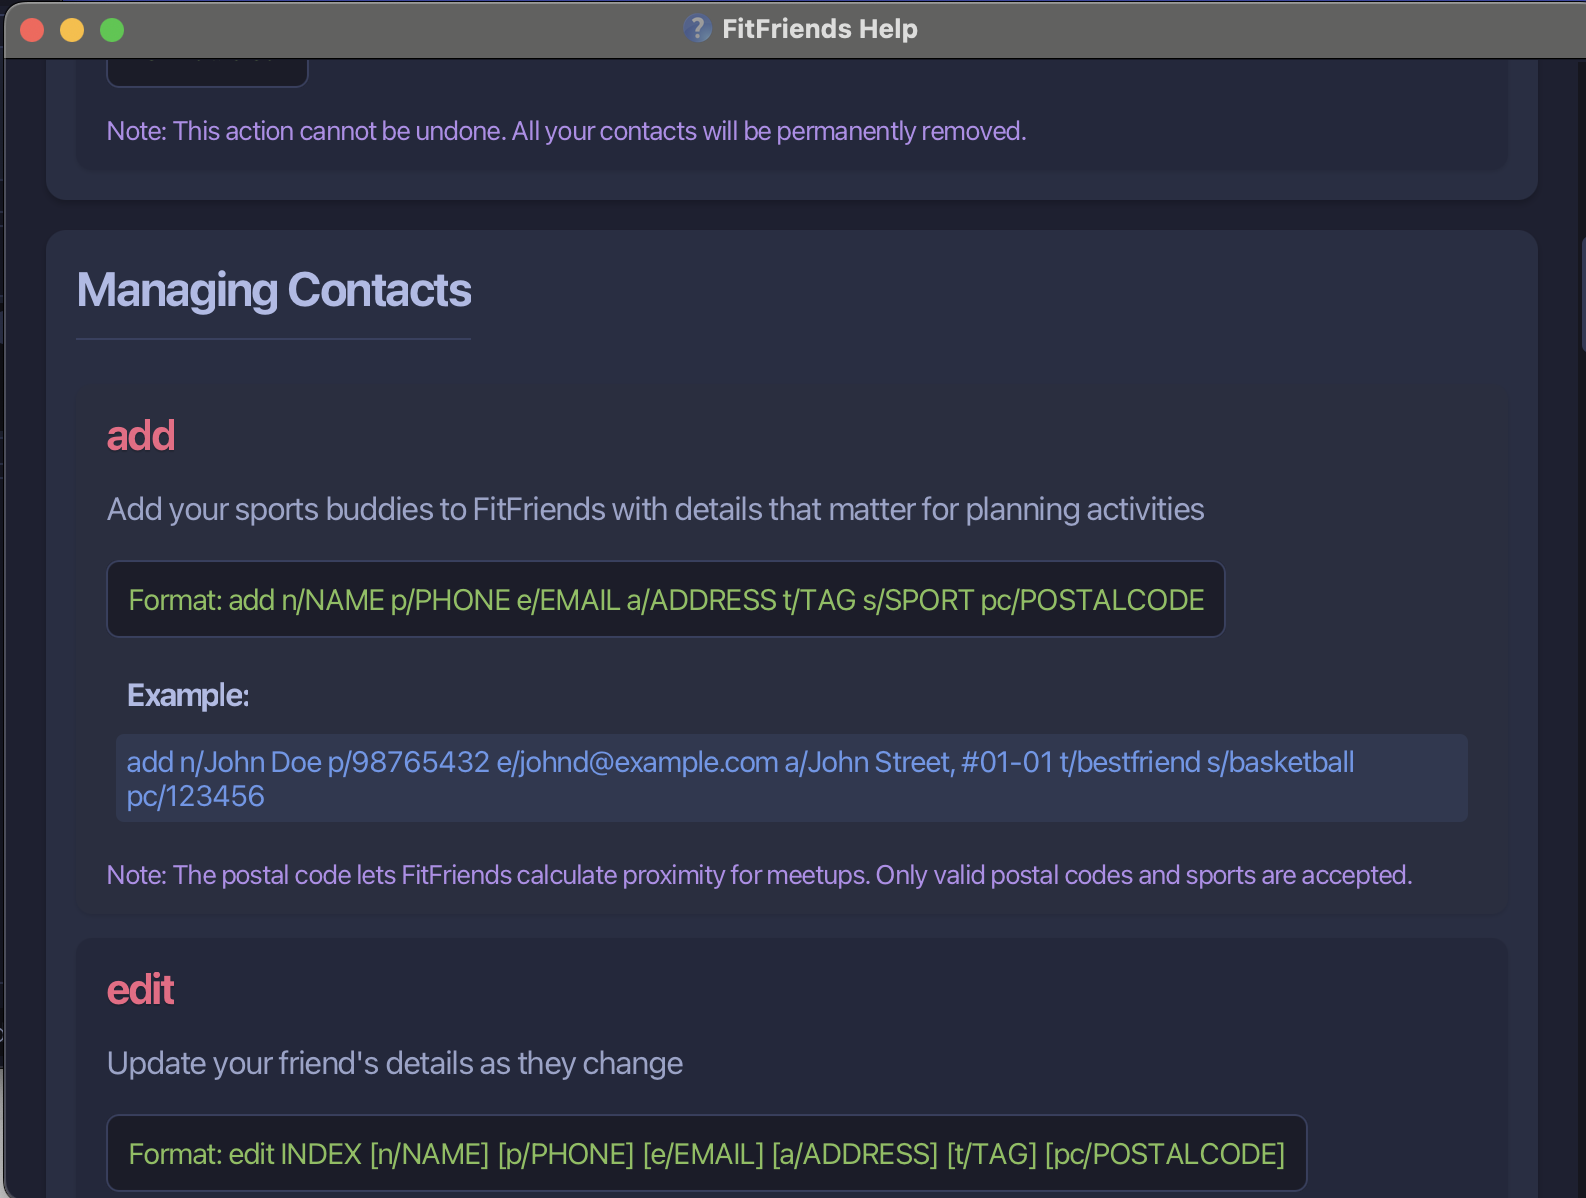 FitFriends Help
Note: This action cannot be undone. All your contacts will be permanently removed.
Managing Contacts
add
Add your sports buddies to FitFriends with details that matter for planning activities
Format: add n/NAME p/PHONE e/EMAIL a/ADDRESS t/TAG s/SPORT pc/POSTALCODE
Example:
add n/John Doe p/98765432 e/johnd@example.com a/John Street, #01-01 t/bestfriend s/basketball
pc/123456
Note: The postal code lets FitFriends calculate proximity for meetups. Only valid postal codes and sports are accepted.
edit
Update your friend's details as they change
Format: edit INDEX [n/NAME] [p/PHONE] [e/EMAIL] [a/ADDRESS] [t/TAG] [pc/POSTALCODE]